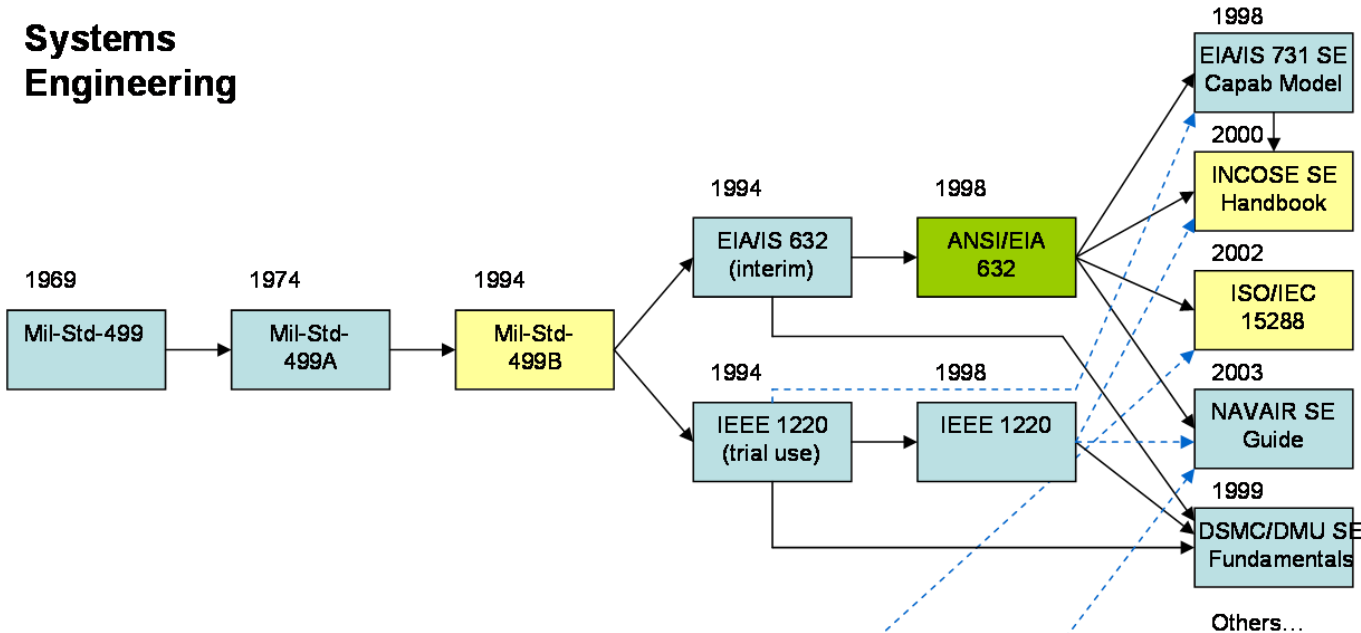 Systems
Engineering
1969
Mil-Std-499
1974
Mil-Std-
499A
1994
Mil-Std-
499B
1994
EIA/IS 632
(interim)
1998
ANSI/EIA
632
1994
IEEE 1220
(trial use)
1998
IEEE 1220
1998
EIA/IS 731 SE
Capab Model
2000
INCOSE SE
Handbook
2002
ISO/IEC
15288
2003
NAVAIR SE
Guide
1999
DSMC/DMU SE
Fundamentals
Others...